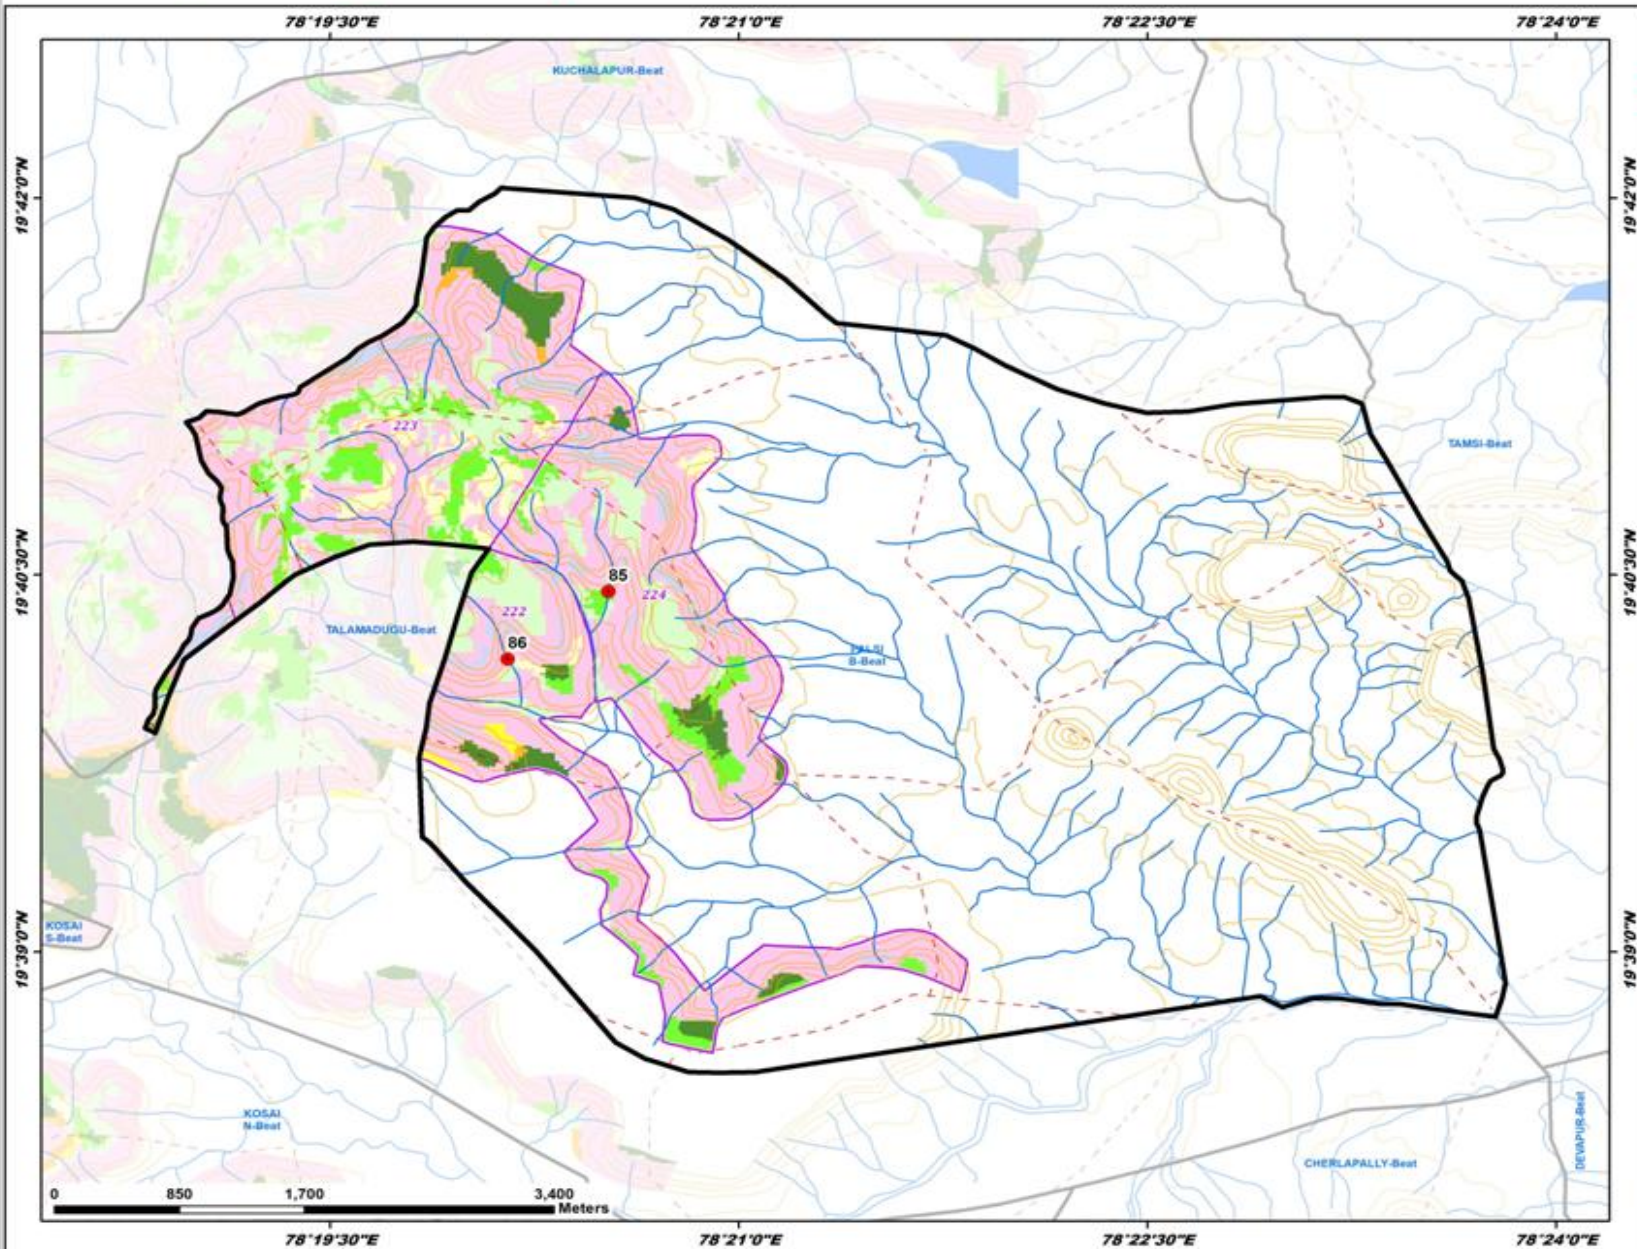 78°19'30"E 78°21'0"E 78°22'30"E 78°24'0"E
KUCHALAPUR-Beat
19°42'0"N
19°42'0"N
223
TAMSI-Beat
19°40'30"N
19°40'30"N
85
224
222
TALAMADUGU-Beat
86
B-Beat
KOSAI
S-Beat
19°39'0"N
19°39'0"N
KOSAI
N-Beat
DEVAPUR-Beat
CHERLAPALLY-Beat
0 850 1,700 3,400
Meters
78°19'30"E 78°21'0"E 78°22'30"E 78°24'0"E